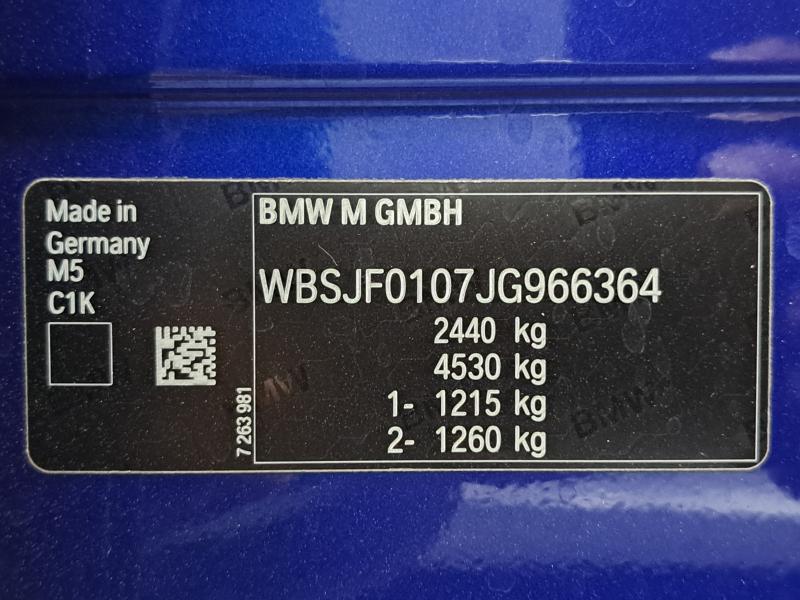 Made in
Germany
M5
C1K
7 263 981
BMW M GMBH
WBSJF0107JG966364
2440 kg
4530 kg
1- 1215 kg
2- 1260 kg